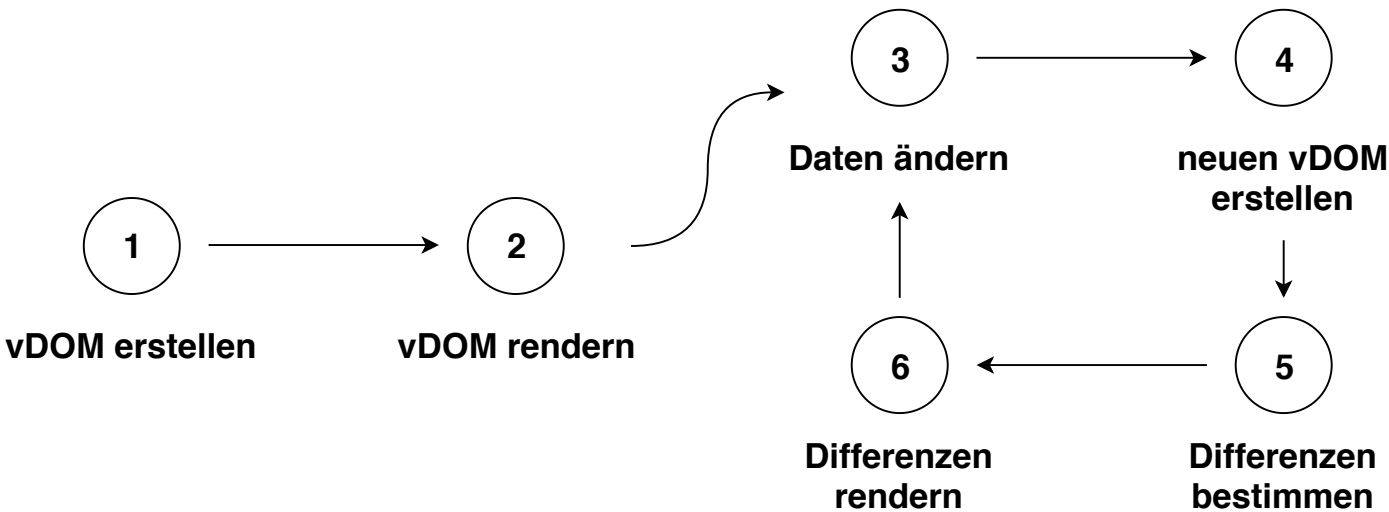 1
vDOM erstellen
2
vDOM rendern
3
Daten ändern
4
neuen vDOM
erstellen
5
Differenzen
bestimmen
6
Differenzen
rendern